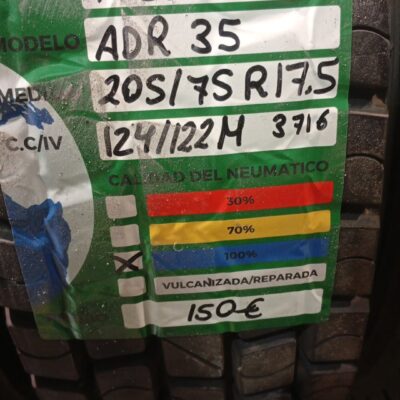 MODELO ADR 35
205/75 R17.5
C.C/IV 124/122M 3716
CALIDAD DEL NEUMATICO
30%
70%
X 100%
VULCANIZADA/REPARADA
150€